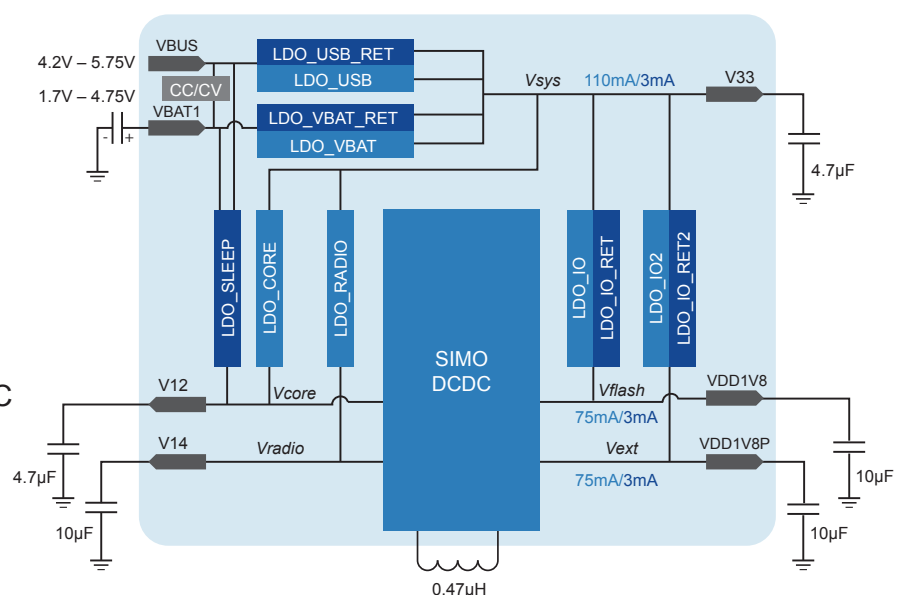 VBUS
4.2V – 5.75V
LDO_USB_RET
LDO_USB
Vsys
110mA/3mA
V33
CC/CV
1.7V – 4.75V
VBAT1
LDO_VBAT_RET
LDO_VBAT
- +
4.7µF
LDO_SLEEP
LDO_CORE
LDO_RADIO
LDO_IO
LDO_IO_RET
LDO_IO2
LDO_IO_RET2
SIMO
DCDC
C
V12
Vcore
Vflash
VDD1V8
75mA/3mA
V14
Vradio
Vext
VDD1V8P
75mA/3mA
4.7µF
10µF
10µF
10µF
0.47µH